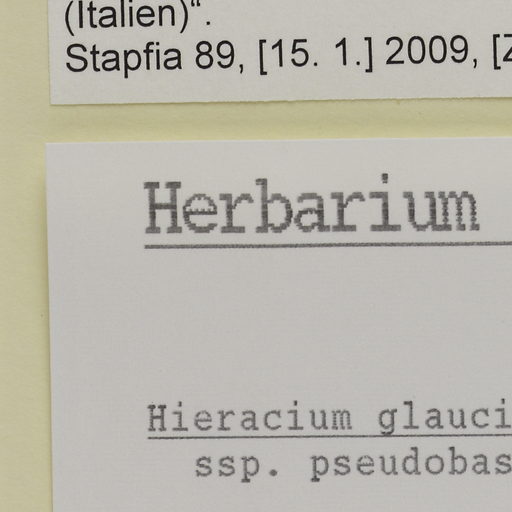 (Italien)“.
Stapfia 89, [15. 1.] 2009, [Z
Herbarium
Hieracium glauci
ssp. pseudobas